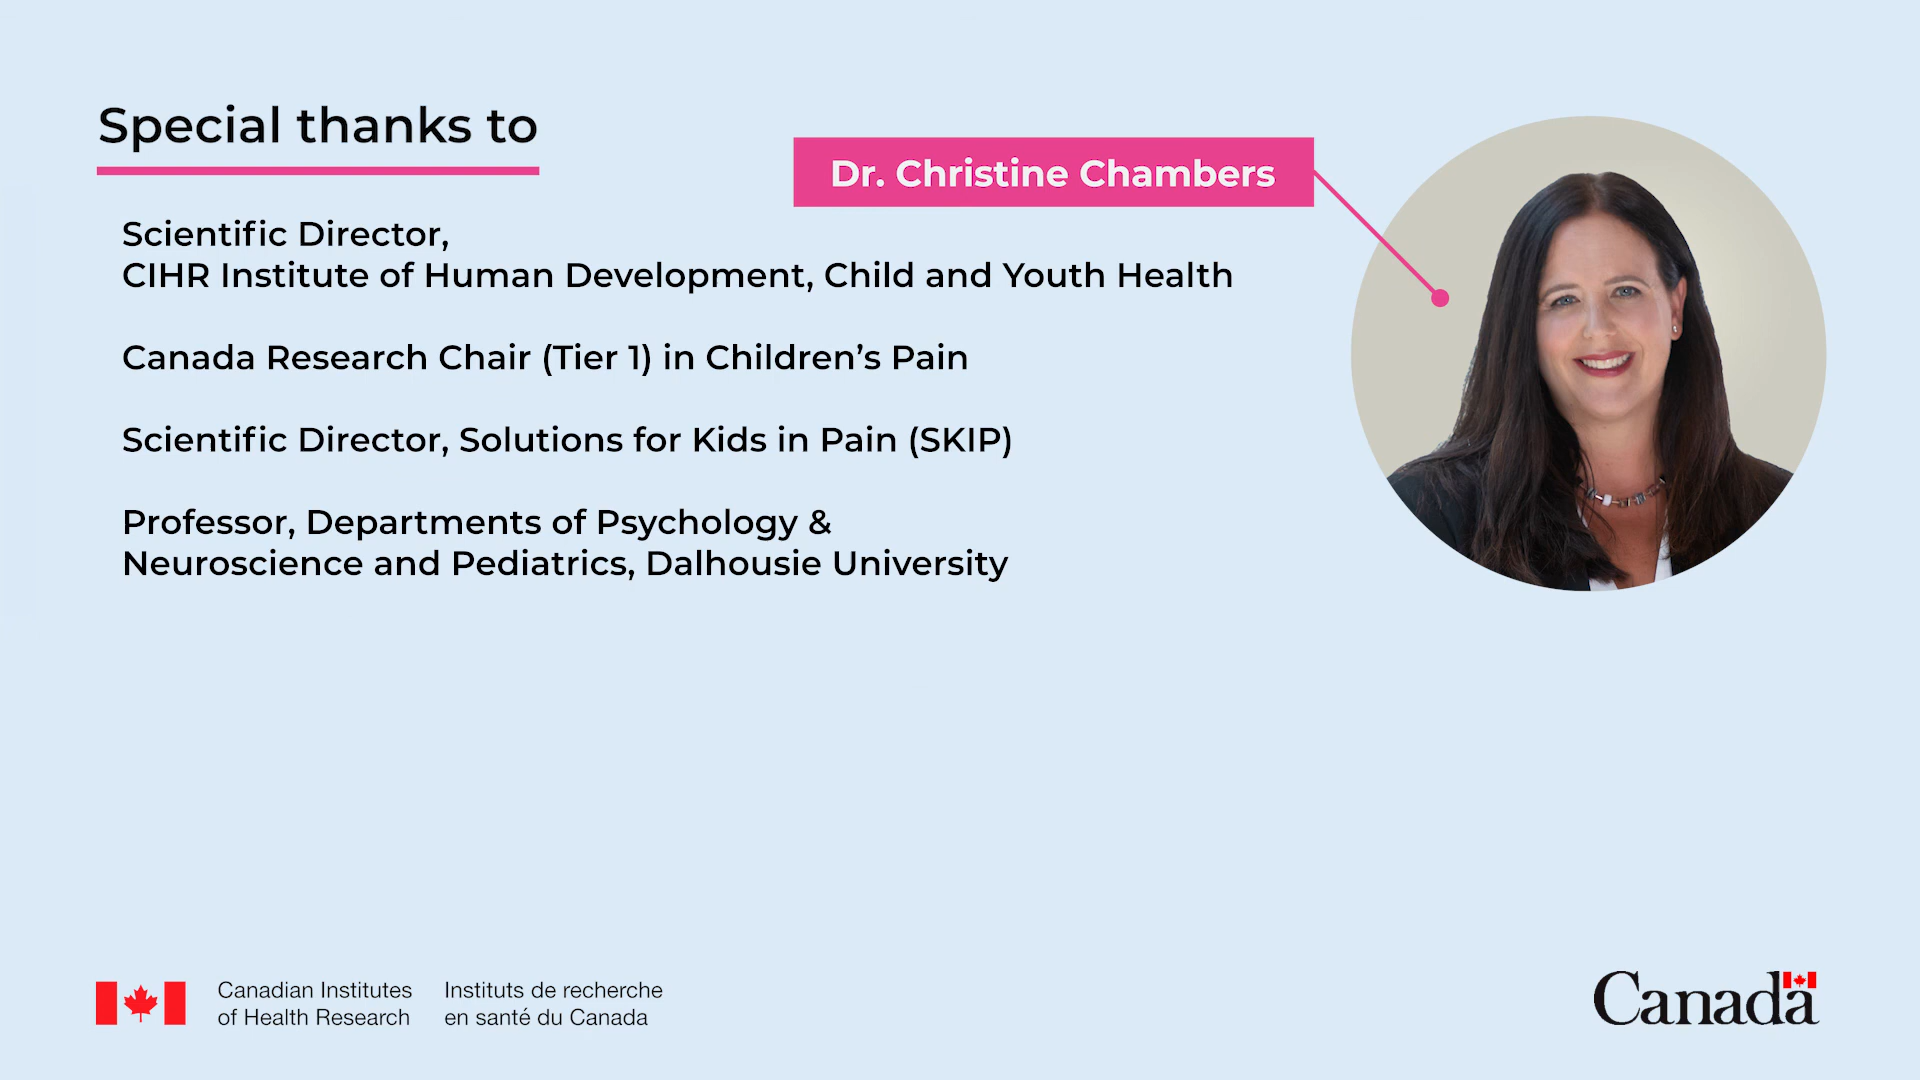 Special thanks to
Dr. Christine Chambers
Scientific Director,
CIHR Institute of Human Development, Child and Youth Health
Canada Research Chair (Tier 1) in Children’s Pain
Scientific Director, Solutions for Kids in Pain (SKIP)
Professor, Departments of Psychology &
Neuroscience and Pediatrics, Dalhousie University
Canadian Institutes
of Health Research
Instituts de recherche
en santé du Canada
Canada